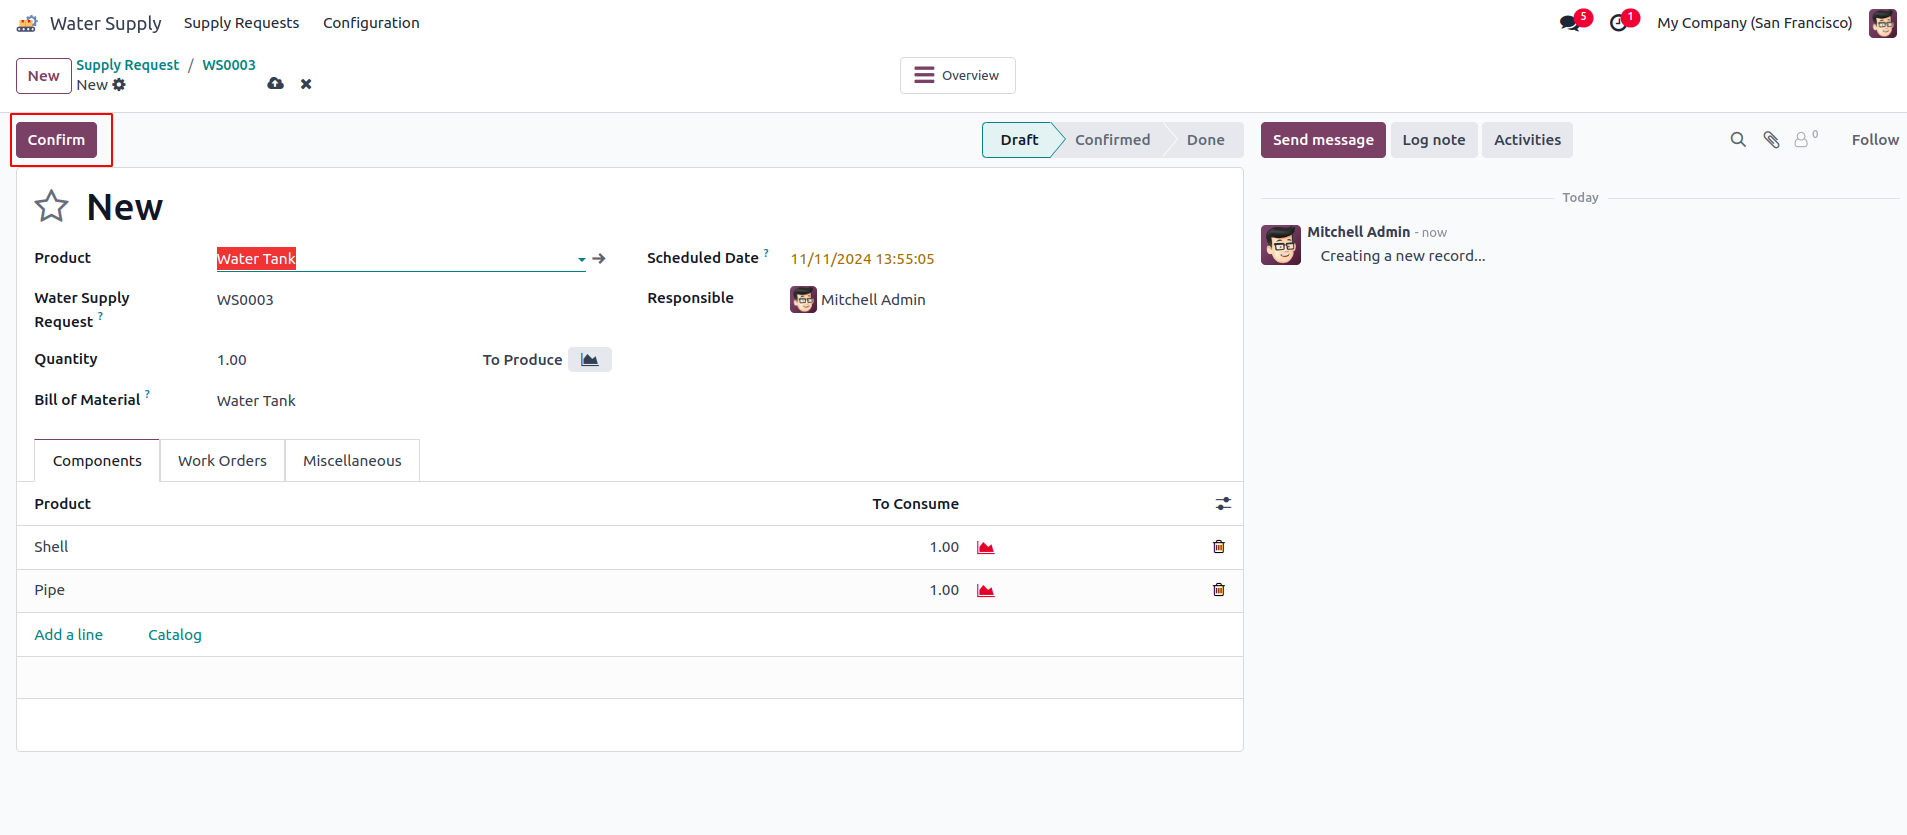 Water Supply Supply Requests Configuration 5 1 My Company (San Francisco)
New Supply Request / WS0003
New
Overview
Confirm Draft Confirmed Done Send message Log note Activities 0 Follow
New
Today
Mitchell Admin - now
Creating a new record...
Product Water Tank Scheduled Date ? 11/11/2024 13:55:05
Water Supply Request ? WS0003 Responsible Mitchell Admin
Quantity 1.00 To Produce
Bill of Material ? Water Tank
Components Work Orders Miscellaneous
Product To Consume
Shell 1.00
Pipe 1.00
Add a line Catalog